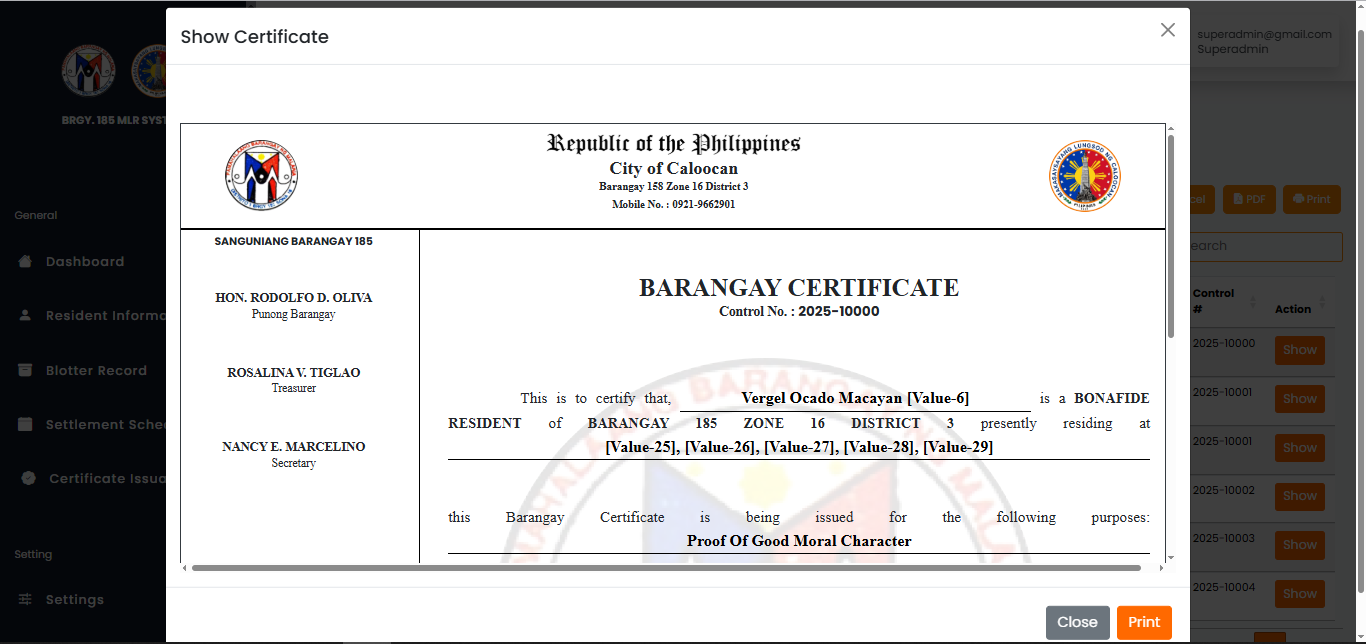 Show Certificate
superadmin@gmail.com
Superadmin
BRGY. 185 MLR SYST
General
Dashboard
Resident Informa
Blotter Record
Settlement Sche
Certificate Issua
Setting
Settings
Republic of the Philippines
City of Caloocan
Barangay 158 Zone 16 District 3
Mobile No. : 0921-9662901
SANGUNIANG BARANGAY 185
HON. RODOLFO D. OLIVA
Punong Barangay
ROSALINA V. TIGLAO
Treasurer
NANCY E. MARCELINO
Secretary
BARANGAY CERTIFICATE
Control No. : 2025-10000
This is to certify that, Vergel Ocado Macayan [Value-6] is a BONAFIDE
RESIDENT of BARANGAY 185 ZONE 16 DISTRICT 3 presently residing at
[Value-25], [Value-26], [Value-27], [Value-28], [Value-29]
this Barangay Certificate is being issued for the following purposes:
Proof Of Good Moral Character
cel PDF Print
earch
Control # Action
2025-10000 Show
2025-10001 Show
2025-10001 Show
2025-10002 Show
2025-10003 Show
2025-10004 Show
Close Print